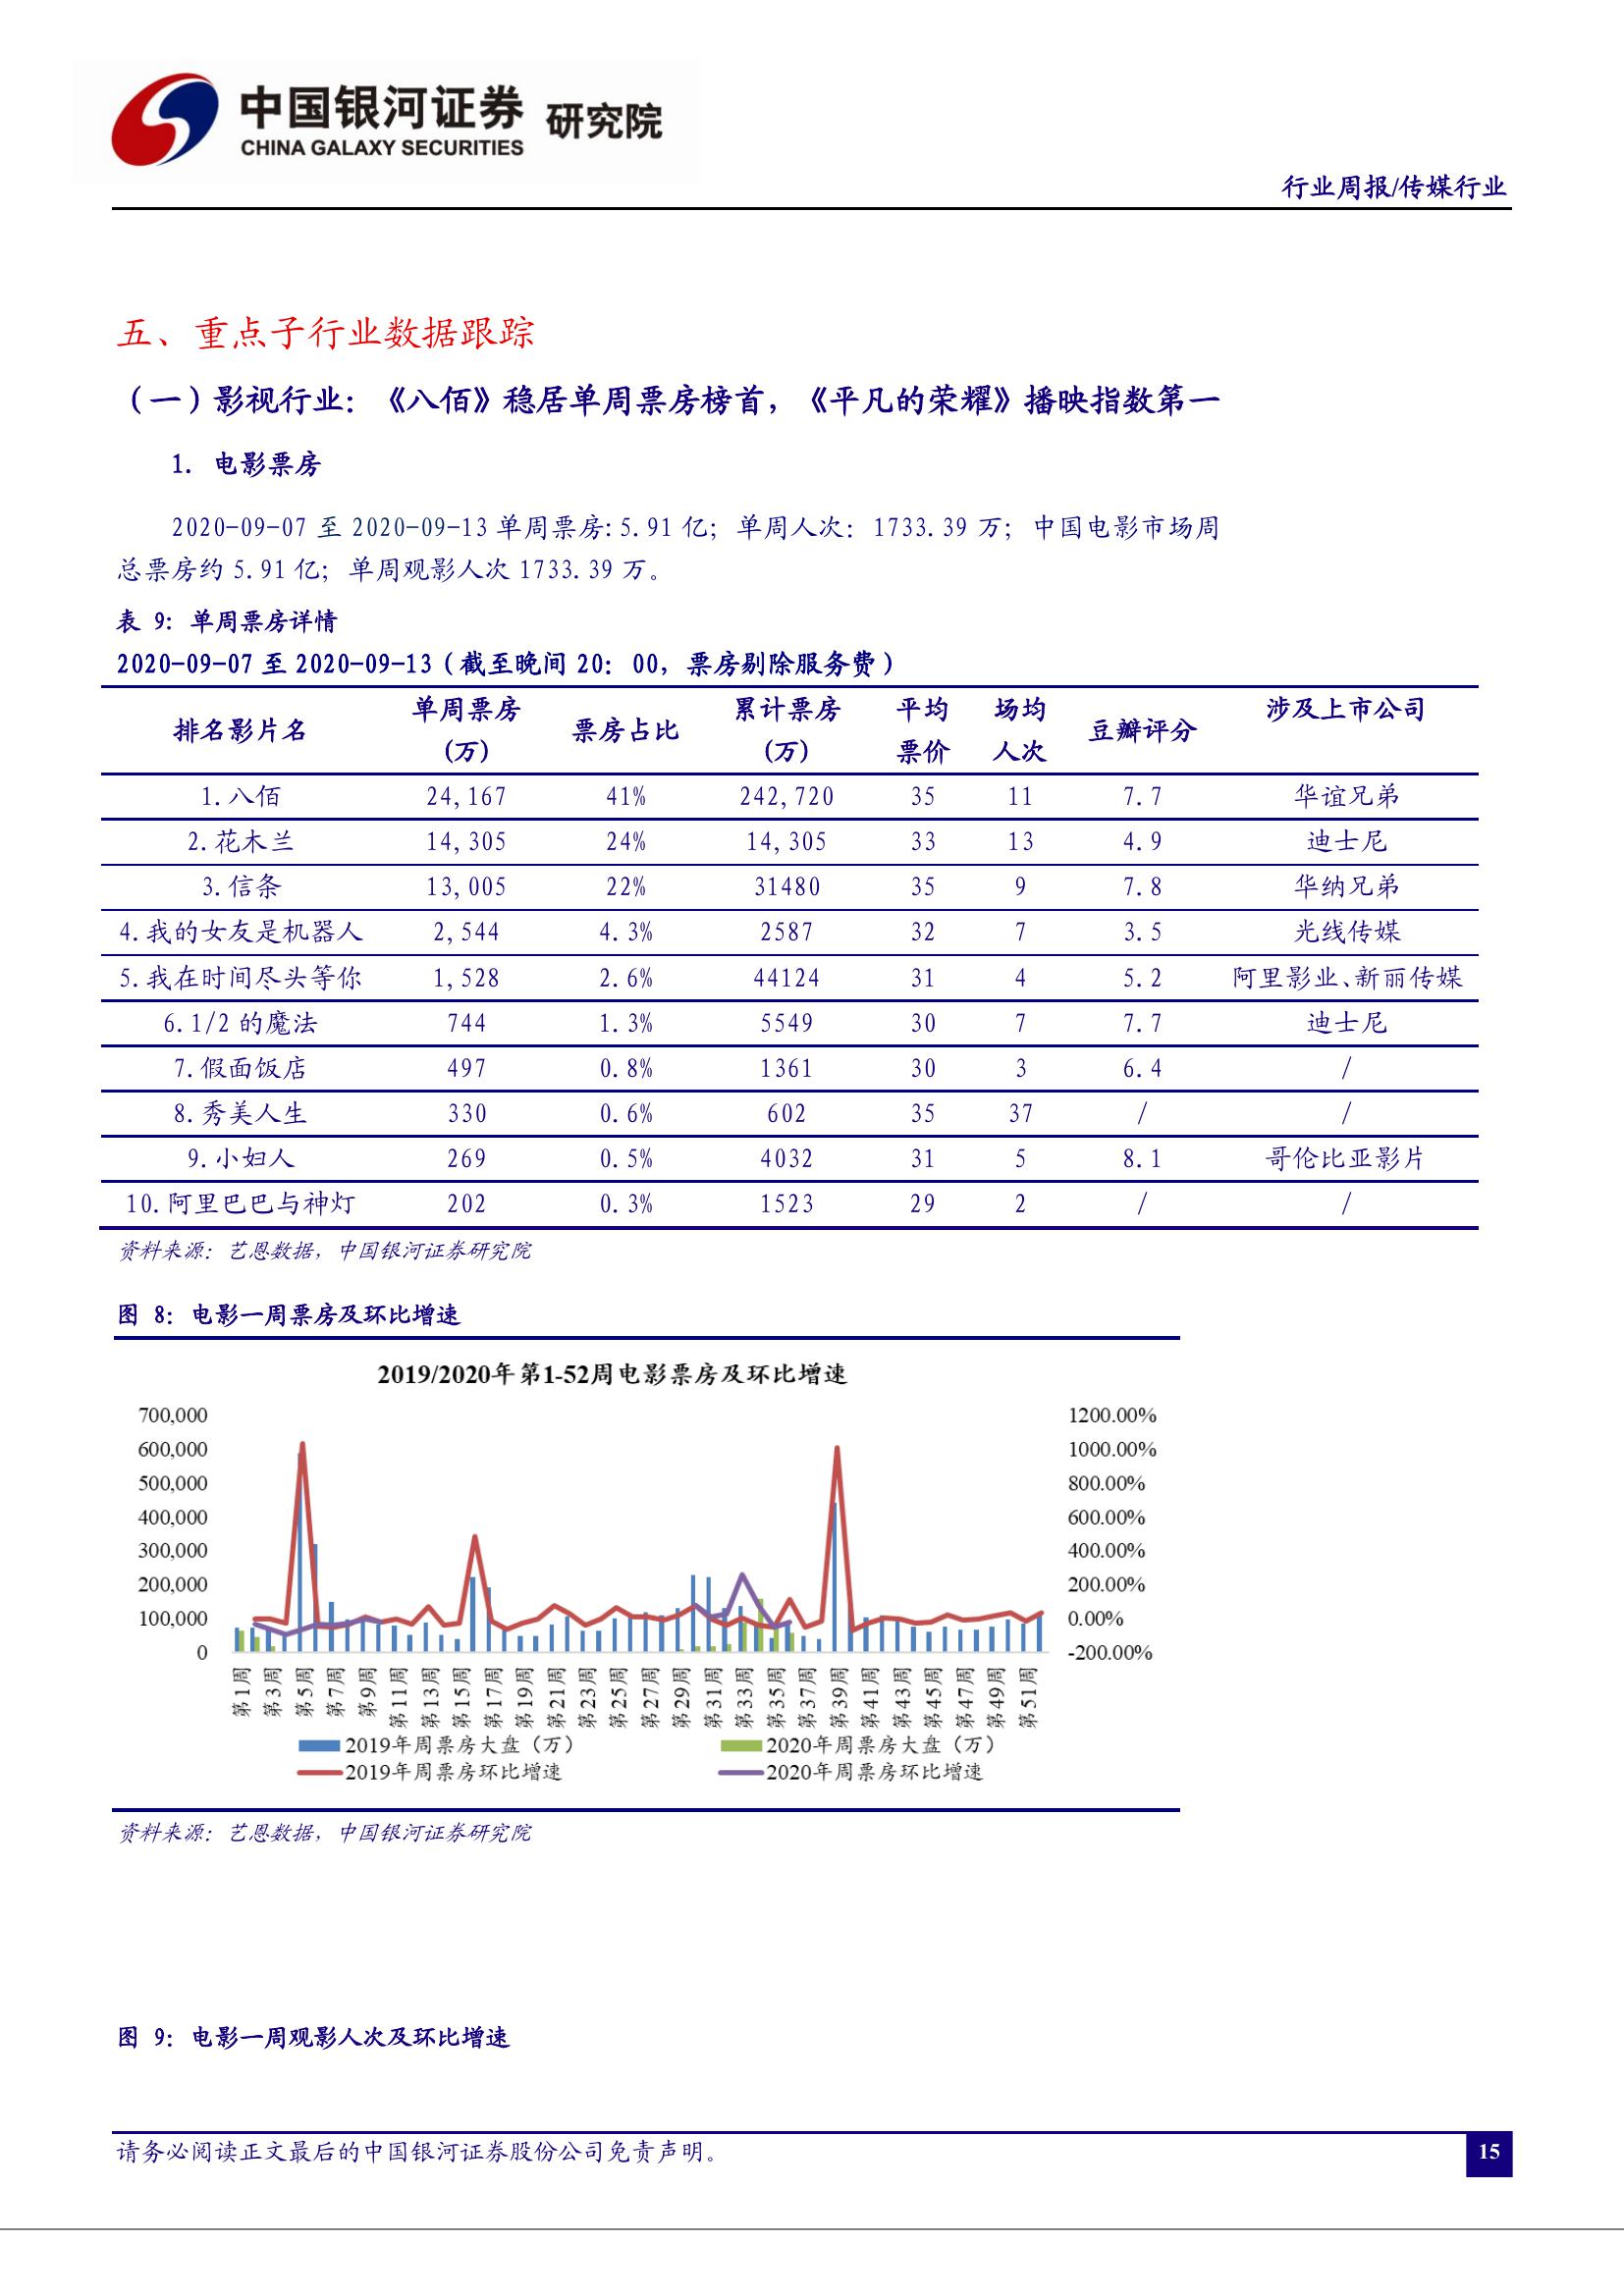 中国银河证券 研究院
CHINA GALAXY SECURITIES
行业周报/传媒行业
五、重点子行业数据跟踪
（一）影视行业：《八佰》稳居单周票房榜首，《平凡的荣耀》播映指数第一
1. 电影票房
2020-09-07 至 2020-09-13 单周票房:5.91 亿；单周人次：1733.39 万；中国电影市场周
总票房约 5.91 亿；单周观影人次 1733.39 万。
表 9：单周票房详情
2020-09-07 至 2020-09-13（截至晚间 20：00，票房剔除服务费）
排名影片名 单周票房(万) 票房占比 累计票房(万) 平均票价 场均人次 豆瓣评分 涉及上市公司
1.八佰 24,167 41% 242,720 35 11 7.7 华谊兄弟
2.花木兰 14,305 24% 14,305 33 13 4.9 迪士尼
3.信条 13,005 22% 31480 35 9 7.8 华纳兄弟
4.我的女友是机器人 2,544 4.3% 2587 32 7 3.5 光线传媒
5.我在时间尽头等你 1,528 2.6% 44124 31 4 5.2 阿里影业、新丽传媒
6.1/2 的魔法 744 1.3% 5549 30 7 7.7 迪士尼
7.假面饭店 497 0.8% 1361 30 3 6.4 /
8.秀美人生 330 0.6% 602 35 37 / /
9.小妇人 269 0.5% 4032 31 5 8.1 哥伦比亚影片
10.阿里巴巴与神灯 202 0.3% 1523 29 2 / /
资料来源：艺恩数据，中国银河证券研究院
图 8：电影一周票房及环比增速
2019/2020年第1-52周电影票房及环比增速
700,000 1200.00%
600,000 1000.00%
500,000 800.00%
400,000 600.00%
300,000 400.00%
200,000 200.00%
100,000 0.00%
0 -200.00%
第1周 第3周 第5周 第7周 第9周 第11周 第13周 第15周 第17周 第19周 第21周 第23周 第25周 第27周 第29周 第31周 第33周 第35周 第37周 第39周 第41周 第43周 第45周 第47周 第49周 第51周
2019年周票房大盘（万） 2020年周票房大盘（万）
2019年周票房环比增速 2020年周票房环比增速
资料来源：艺恩数据，中国银河证券研究院
图 9：电影一周观影人次及环比增速
请务必阅读正文最后的中国银河证券股份公司免责声明。
15